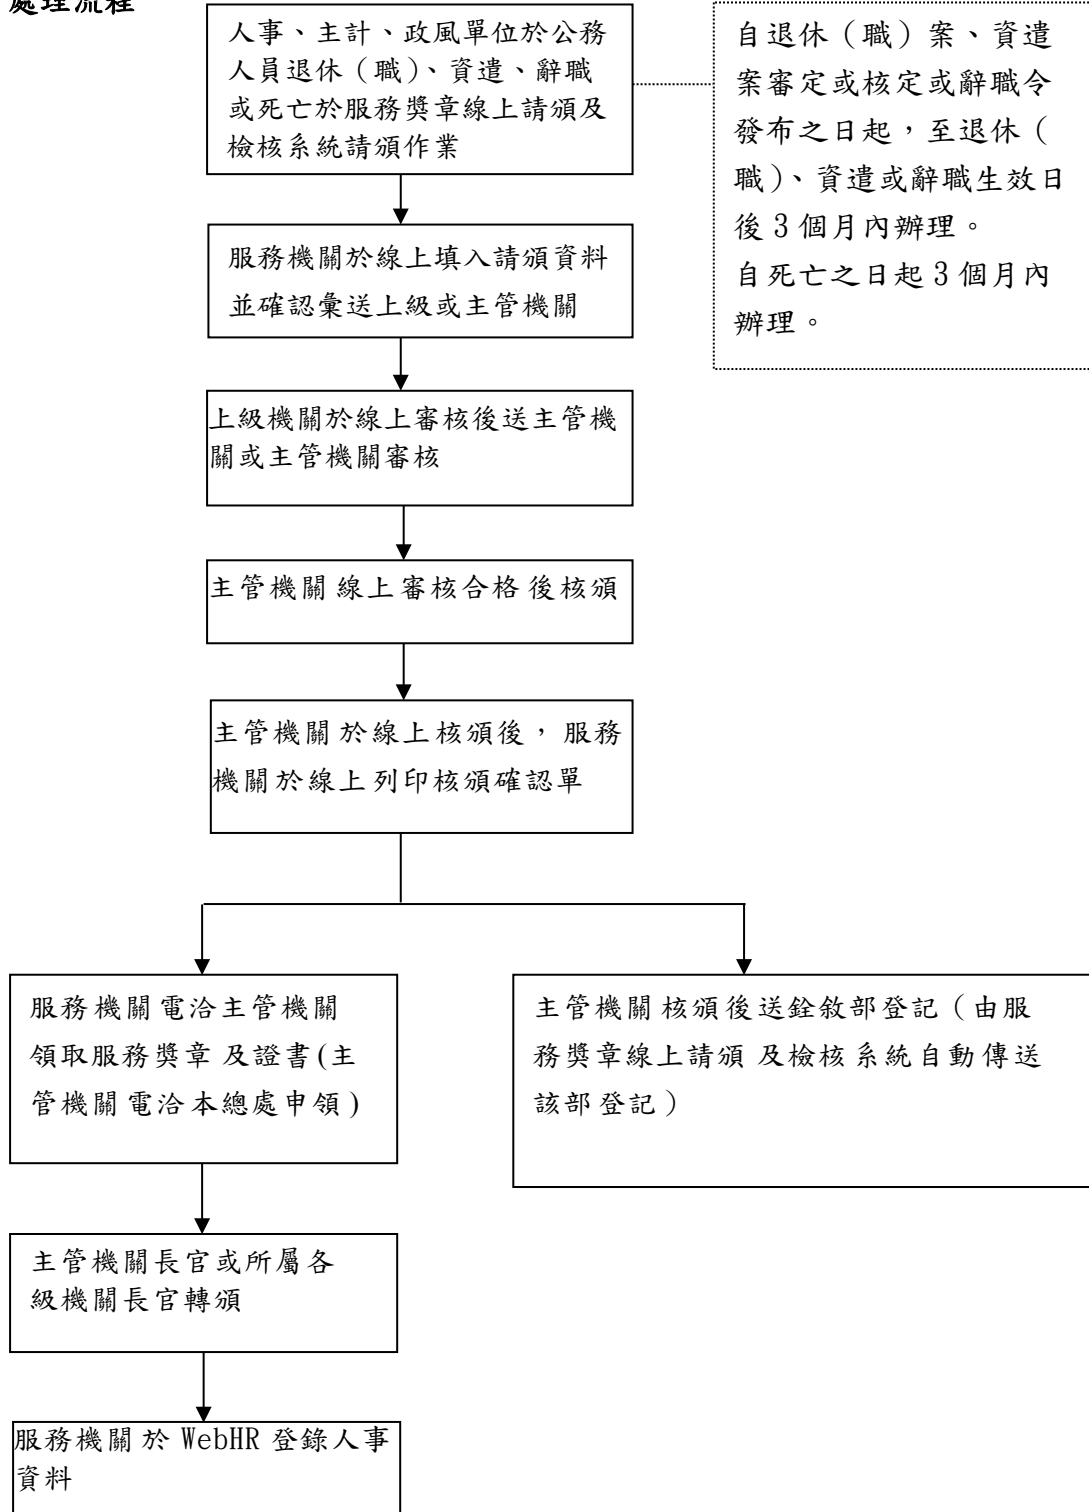 處理流程
人事、主計、政風單位於公務
人員退休（職）、資遣、辭職
或死亡於服務獎章線上請頒及
檢核系統請頒作業
自退休（職）案、資遣
案審定或核定或辭職令
發布之日起，至退休（
職）、資遣或辭職生效日
後 3 個月內辦理。
自死亡之日起 3 個月內
辦理。
服務機關於線上填入請頒資料
並確認彙送上級或主管機關
上級機關於線上審核後送主管機
關或主管機關審核
主管機關線上審核合格後核頒
主管機關於線上核頒後，服務
機關於線上列印核頒確認單
服務機關電洽主管機關
領取服務獎章及證書(主
管機關電洽本總處申領)
主管機關核頒後送銓敘部登記（由服
務獎章線上請頒及檢核系統自動傳送
該部登記）
主管機關長官或所屬各
級機關長官轉頒
服務機關於 WebHR 登錄人事
資料